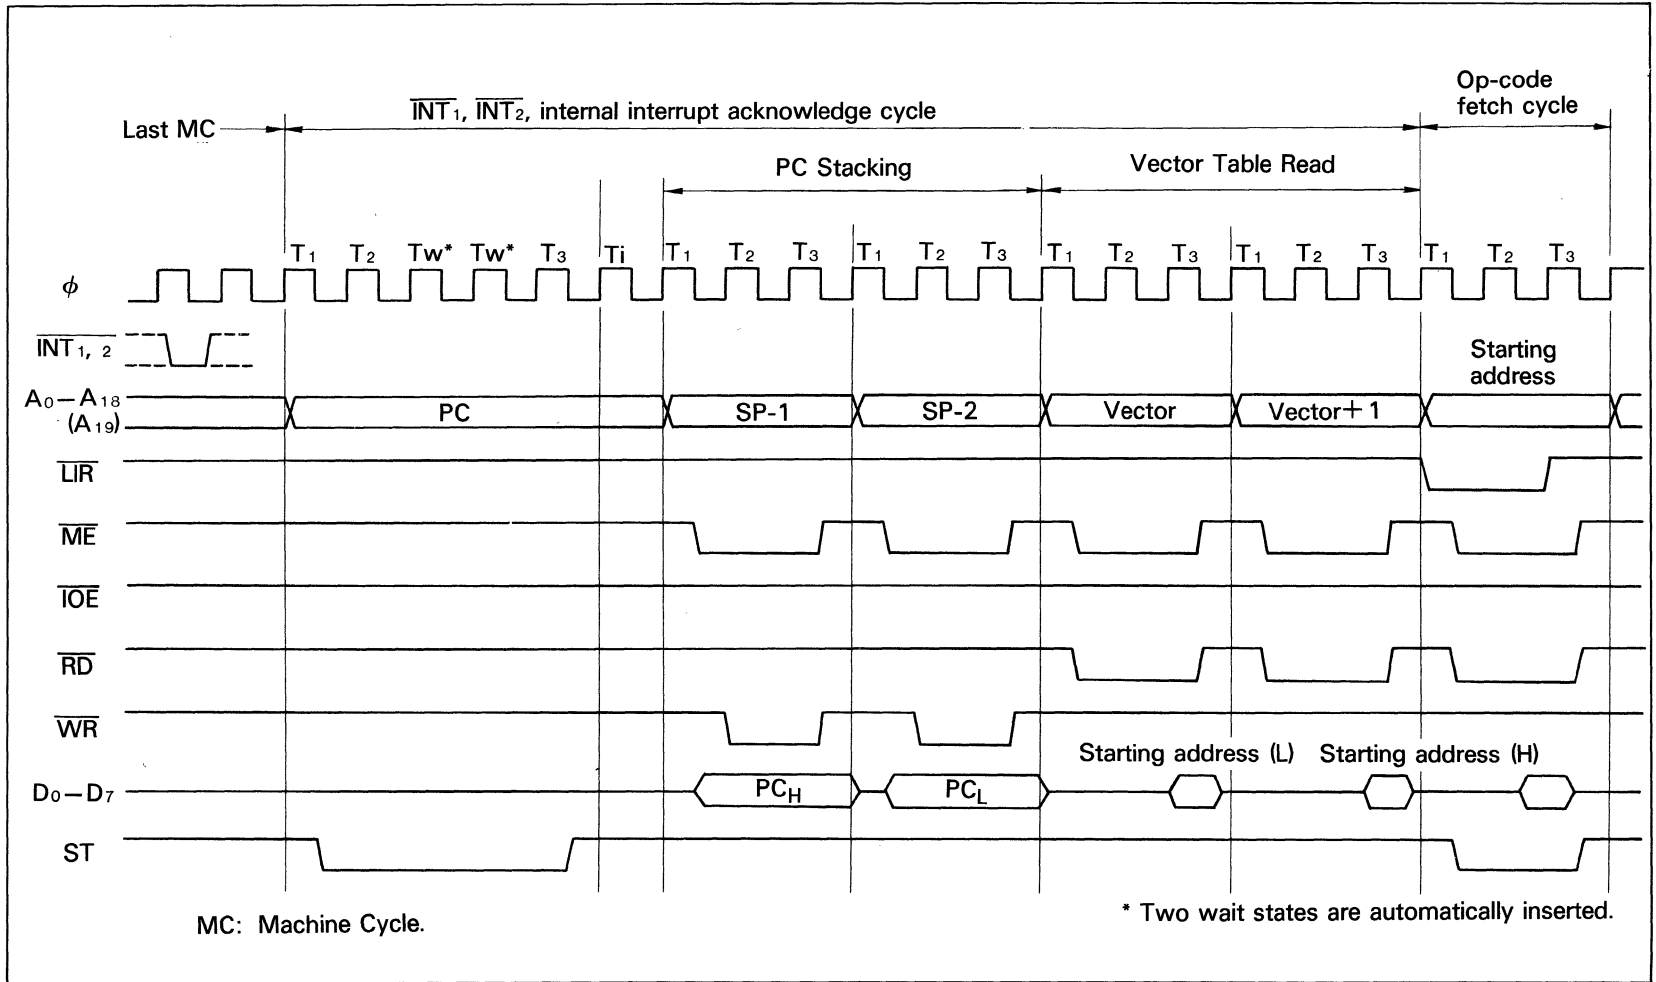 Op-code
fetch cycle
INT1, INT2, internal interrupt acknowledge cycle
Last MC
PC Stacking
Vector Table Read
T1 T2 Tw* Tw* T3 Ti T1 T2 T3 T1 T2 T3 T1 T2 T3 T1 T2 T3 T1 T2 T3
ϕ
INT1, 2
Starting
address
A0–A18
(A19)
PC SP-1 SP-2 Vector Vector+1
LIR
ME
IOE
RD
WR
Starting address (L) Starting address (H)
D0–D7
PCH PCL
ST
MC: Machine Cycle.
* Two wait states are automatically inserted.